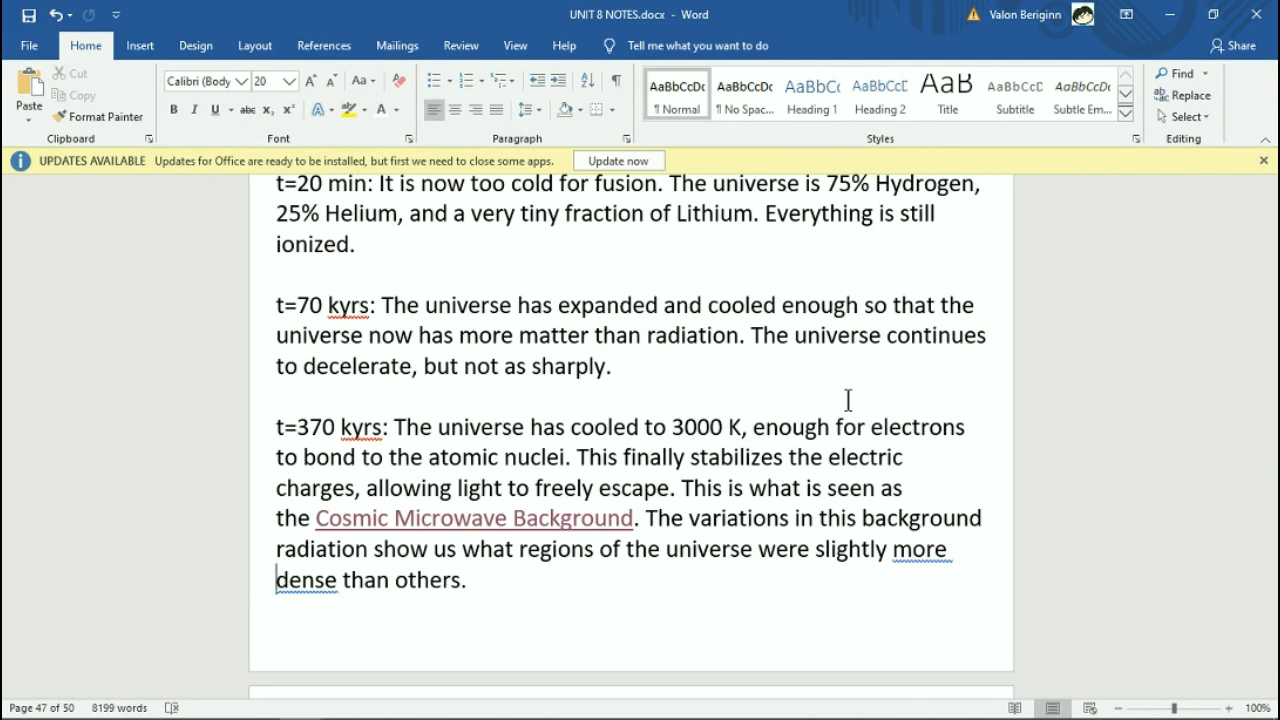 UNIT 8 NOTES.docx - Word
Valon Beriginn
File Home Insert Design Layout References Mailings Review View Help Tell me what you want to do Share
Paste
Cut
Copy
Format Painter
Clipboard
Calibri (Body 20
Aa
B I U abc x₂ x² A A
Font
Paragraph
AaBbCcDc AaBbCcDc AaBbCc AaBbCcD AaB AaBbCcD AaBbCcDc
¶ Normal ¶ No Spac... Heading 1 Heading 2 Title Subtitle Subtle Em...
Styles
Find
Replace
Select
Editing
UPDATES AVAILABLE Updates for Office are ready to be installed, but first we need to close some apps. Update now
t=20 min: It is now too cold for fusion. The universe is 75% Hydrogen,
25% Helium, and a very tiny fraction of Lithium. Everything is still
ionized.
t=70 kyrs: The universe has expanded and cooled enough so that the
universe now has more matter than radiation. The universe continues
to decelerate, but not as sharply.
t=370 kyrs: The universe has cooled to 3000 K, enough for electrons
to bond to the atomic nuclei. This finally stabilizes the electric
charges, allowing light to freely escape. This is what is seen as
the Cosmic Microwave Background. The variations in this background
radiation show us what regions of the universe were slightly more
dense than others.
Page 47 of 50 8199 words 100%